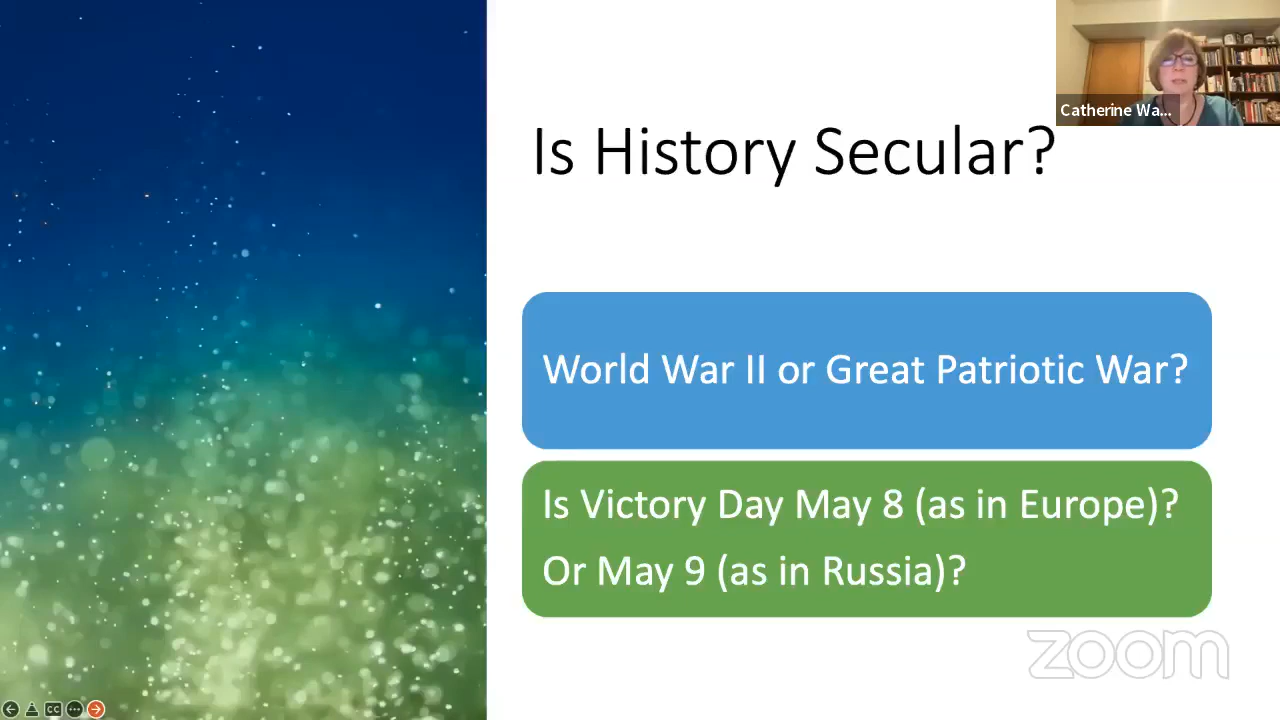 Catherine Wa...
Is History Secular?
World War II or Great Patriotic War?
Is Victory Day May 8 (as in Europe)?
Or May 9 (as in Russia)?
zoom
CC